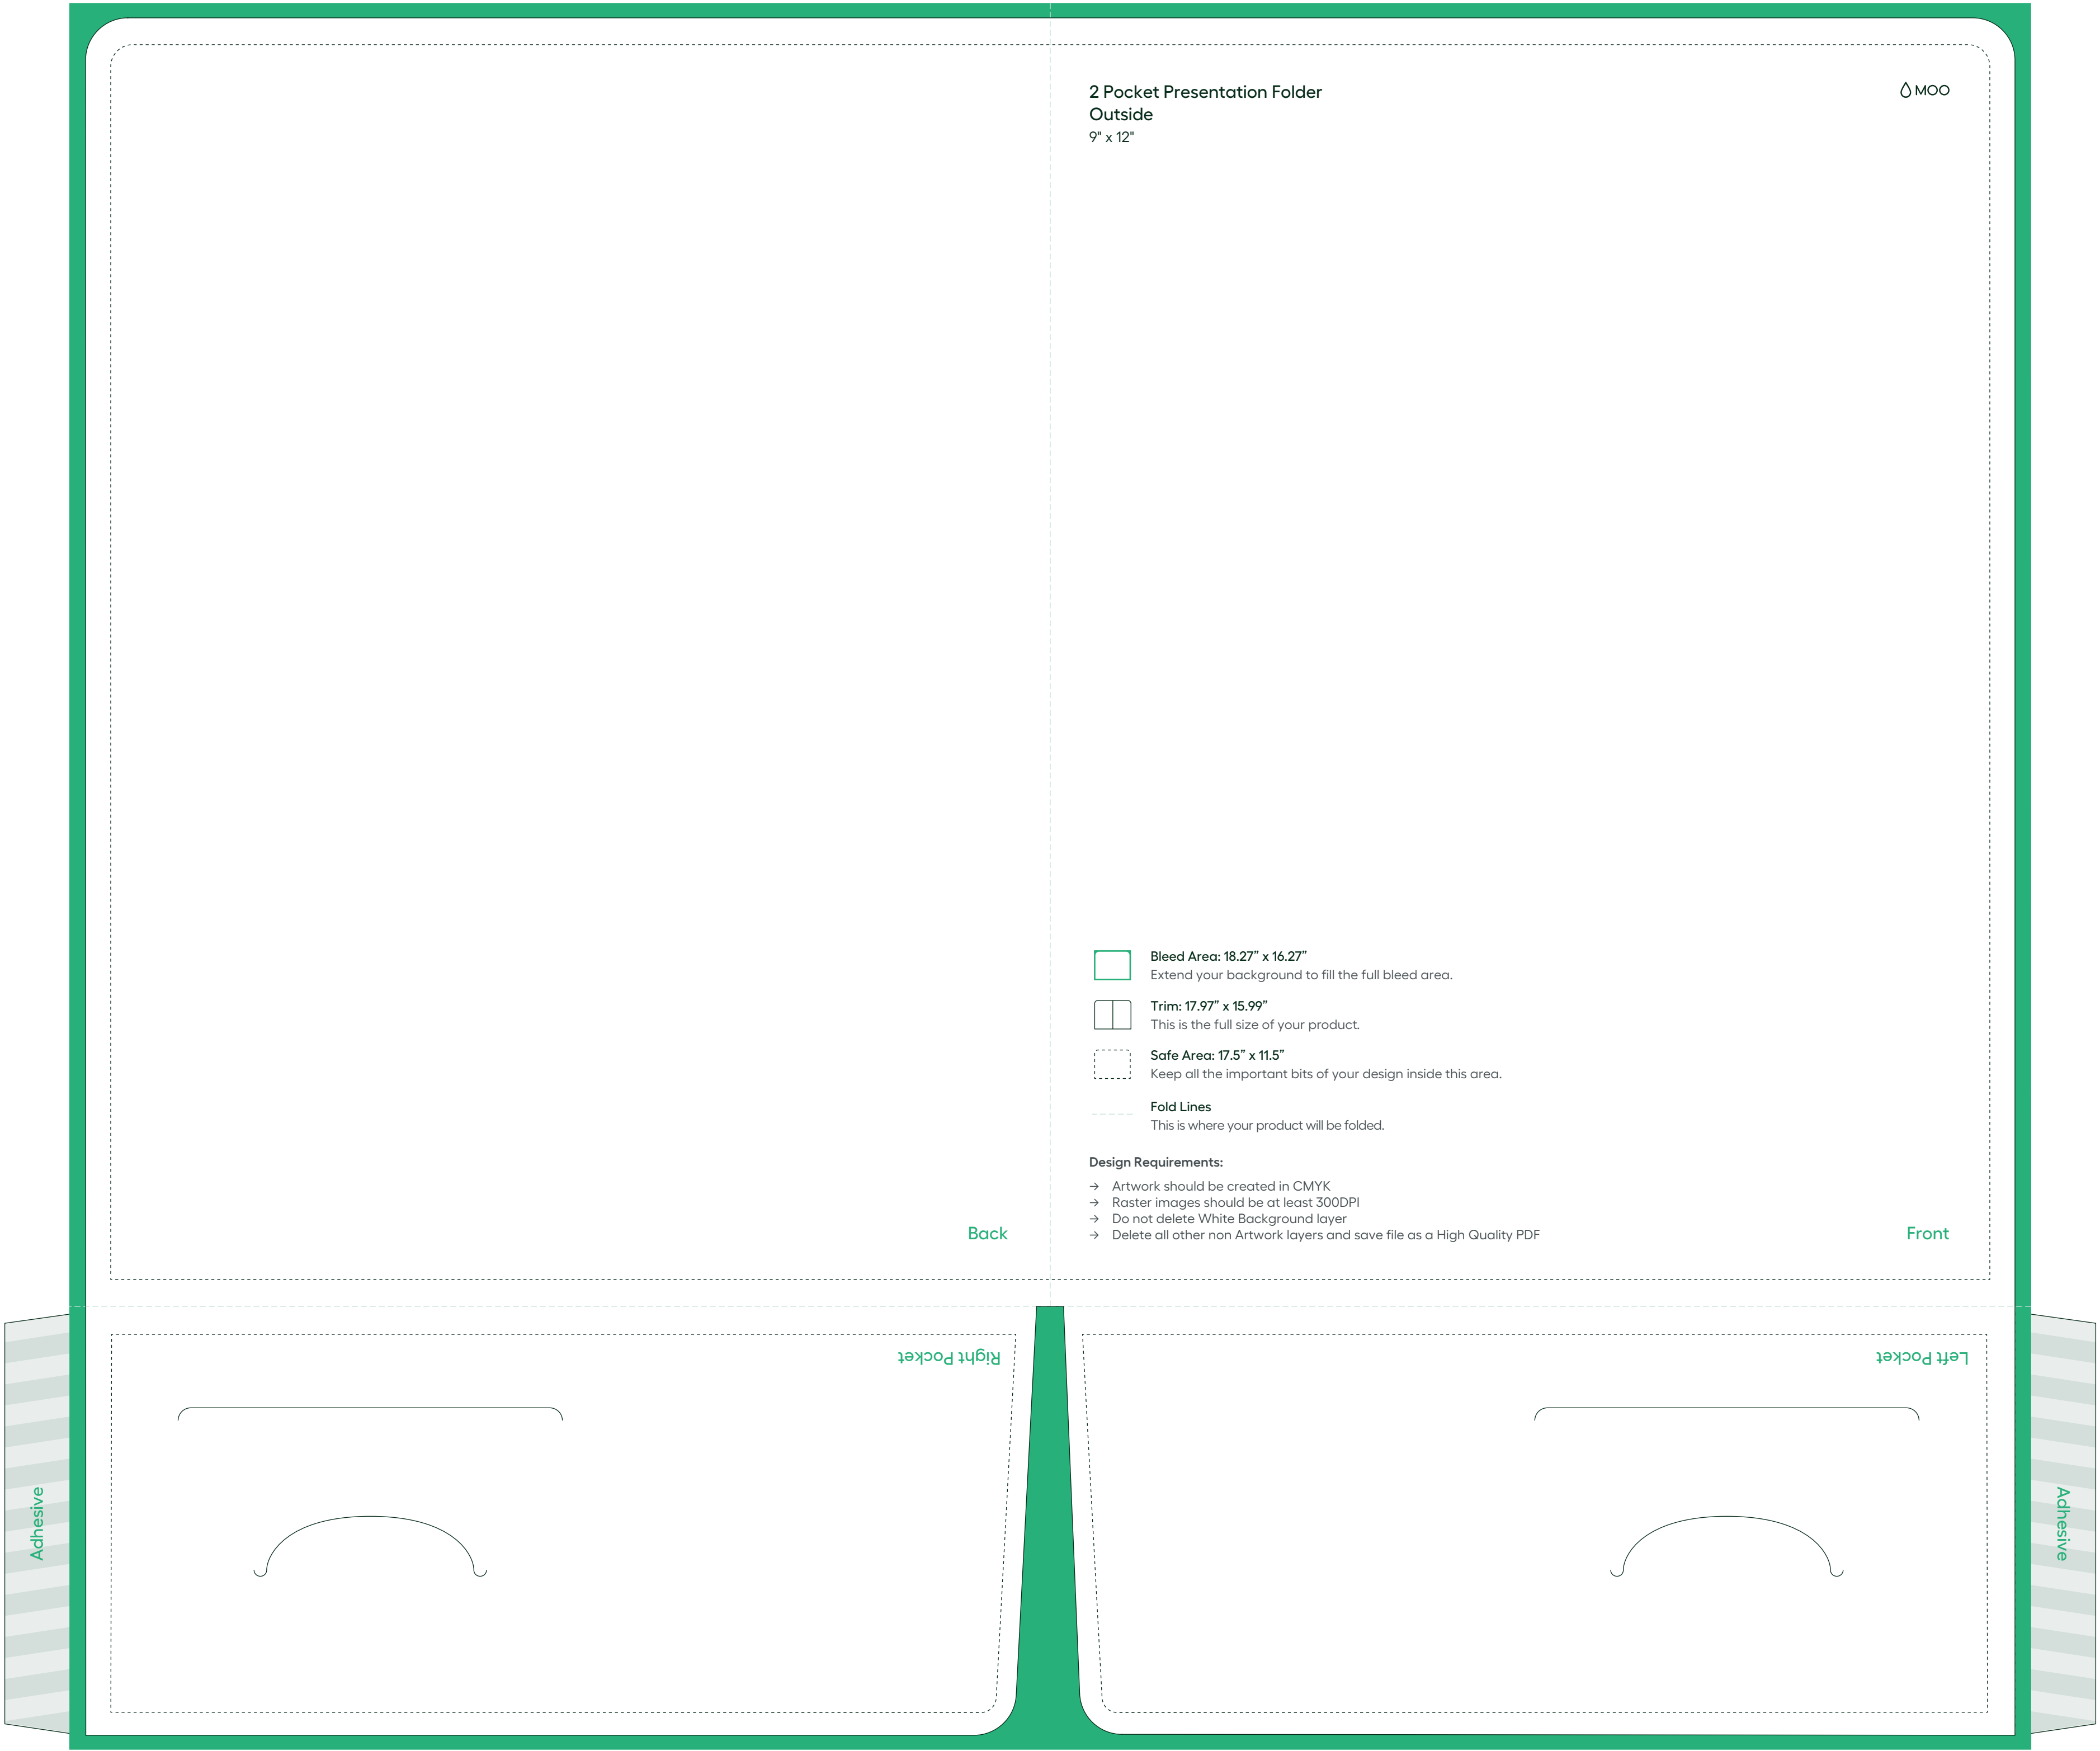 2 Pocket Presentation Folder
Outside
9" x 12"
MOO
Bleed Area: 18.27” x 16.27”
Extend your background to fill the full bleed area.
Trim: 17.97” x 15.99”
This is the full size of your product.
Safe Area: 17.5” x 11.5”
Keep all the important bits of your design inside this area.
Fold Lines
This is where your product will be folded.
Design Requirements:
→ Artwork should be created in CMYK
→ Raster images should be at least 300DPI
→ Do not delete White Background layer
→ Delete all other non Artwork layers and save file as a High Quality PDF
Back
Front
Right Pocket
Left Pocket
Adhesive
Adhesive